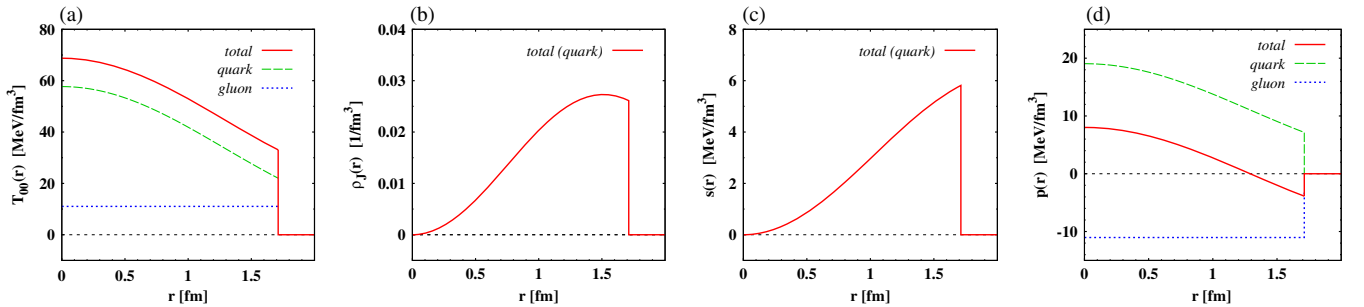 (a)
T00(r) [MeV/fm3]
80
60
40
20
0
total
quark
gluon
0 0.5 1 1.5
r [fm]
(b)
ρJ(r) [1/fm3]
0.04
0.03
0.02
0.01
0.00
total (quark)
0 0.5 1 1.5
r [fm]
(c)
s(r) [MeV/fm3]
8
6
4
2
0
total (quark)
0 0.5 1 1.5
r [fm]
(d)
p(r) [MeV/fm3]
20
10
0
-10
total
quark
gluon
0 0.5 1 1.5
r [fm]